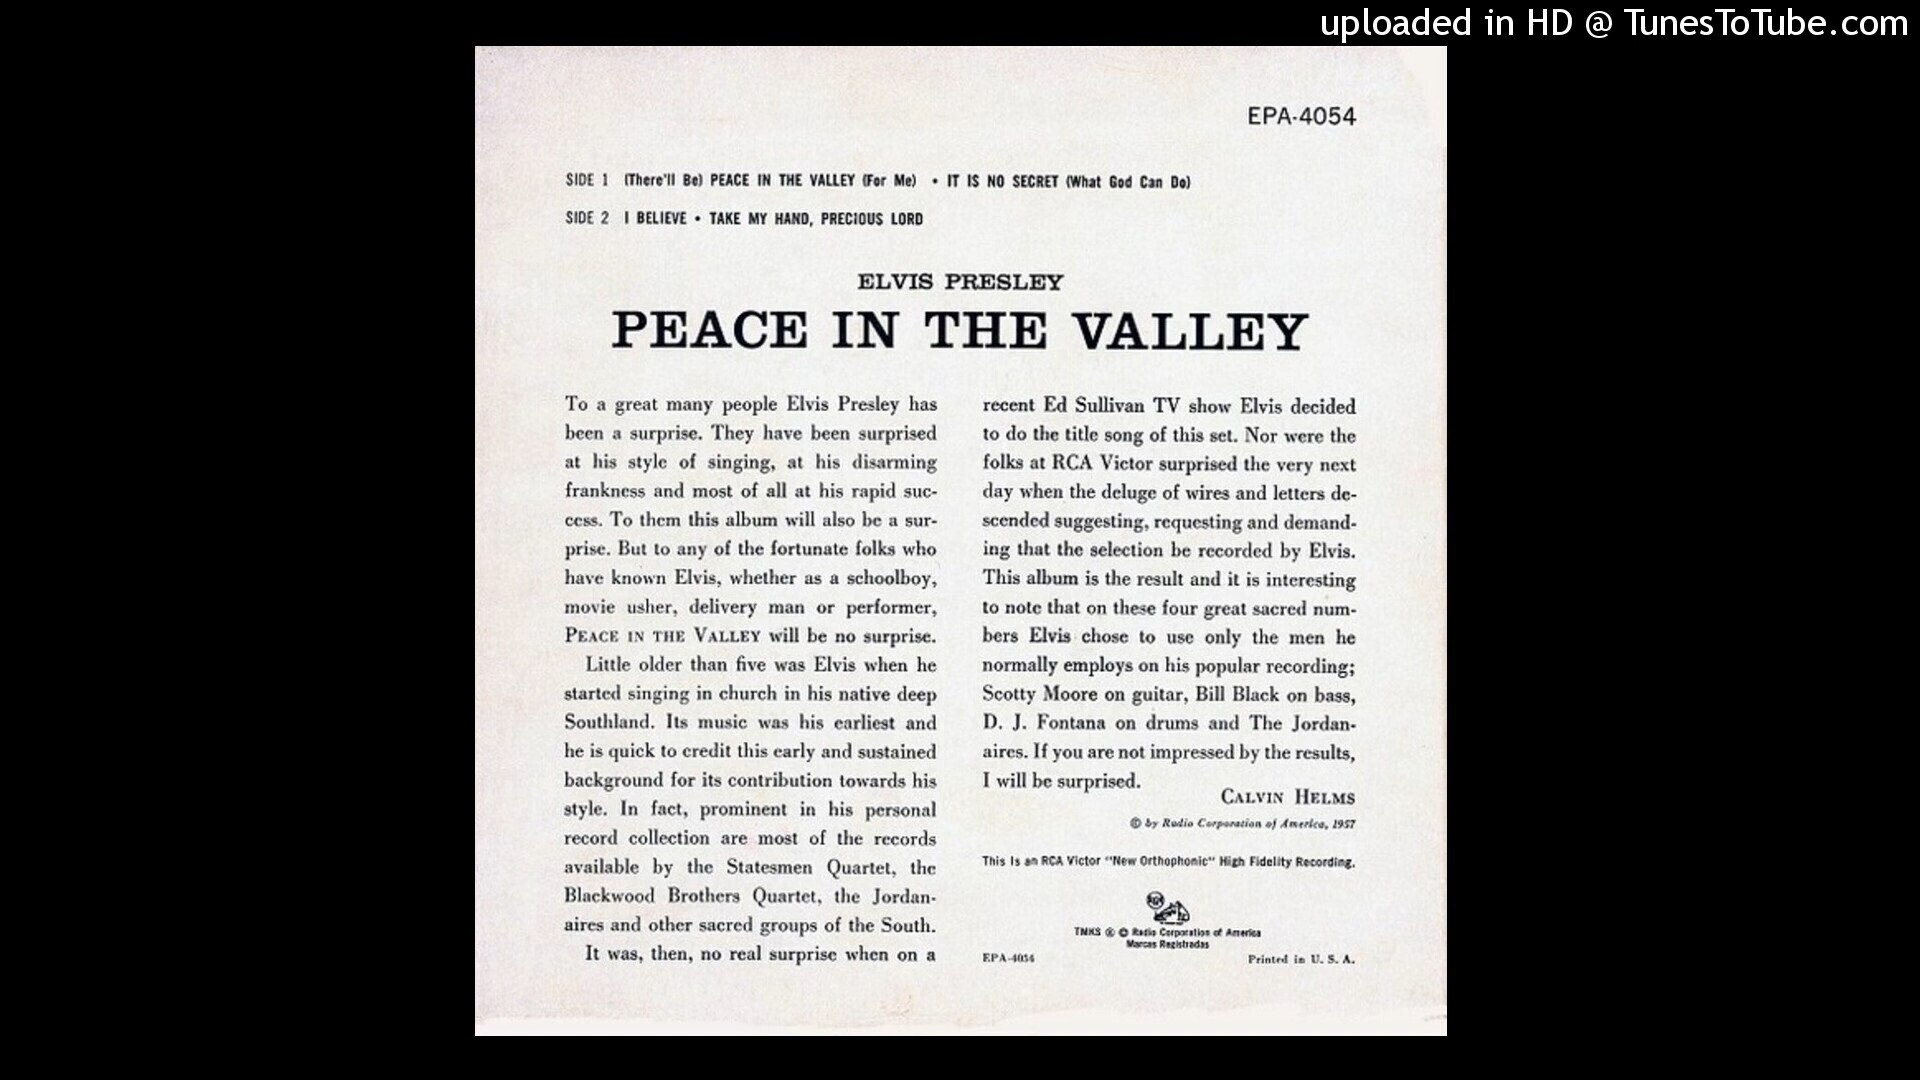 uploaded in HD @ TunesToTube.com
EPA-4054
SIDE 1 (There'll Be) PEACE IN THE VALLEY (For Me) • IT IS NO SECRET (What God Can Do)
SIDE 2 I BELIEVE • TAKE MY HAND, PRECIOUS LORD
ELVIS PRESLEY
PEACE IN THE VALLEY
To a great many people Elvis Presley has
been a surprise. They have been surprised
at his style of singing, at his disarming
frankness and most of all at his rapid suc-
cess. To them this album will also be a sur-
prise. But to any of the fortunate folks who
have known Elvis, whether as a schoolboy,
movie usher, delivery man or performer,
PEACE IN THE VALLEY will be no surprise.
Little older than five was Elvis when he
started singing in church in his native deep
Southland. Its music was his earliest and
he is quick to credit this early and sustained
background for its contribution towards his
style. In fact, prominent in his personal
record collection are most of the records
available by the Statesmen Quartet, the
Blackwood Brothers Quartet, the Jordan-
aires and other sacred groups of the South.
It was, then, no real surprise when on a
recent Ed Sullivan TV show Elvis decided
to do the title song of this set. Nor were the
folks at RCA Victor surprised the very next
day when the deluge of wires and letters de-
scended suggesting, requesting and demand-
ing that the selection be recorded by Elvis.
This album is the result and it is interesting
to note that on these four great sacred num-
bers Elvis chose to use only the men he
normally employs on his popular recording;
Scotty Moore on guitar, Bill Black on bass,
D. J. Fontana on drums and The Jordan-
aires. If you are not impressed by the results,
I will be surprised.
CALVIN HELMS
© by Radio Corporation of America, 1957
This Is an RCA Victor "New Orthophonic" High Fidelity Recording.
TMKS ® © Radio Corporation of America
Marcas Registradas
EPA-4054
Printed in U. S. A.